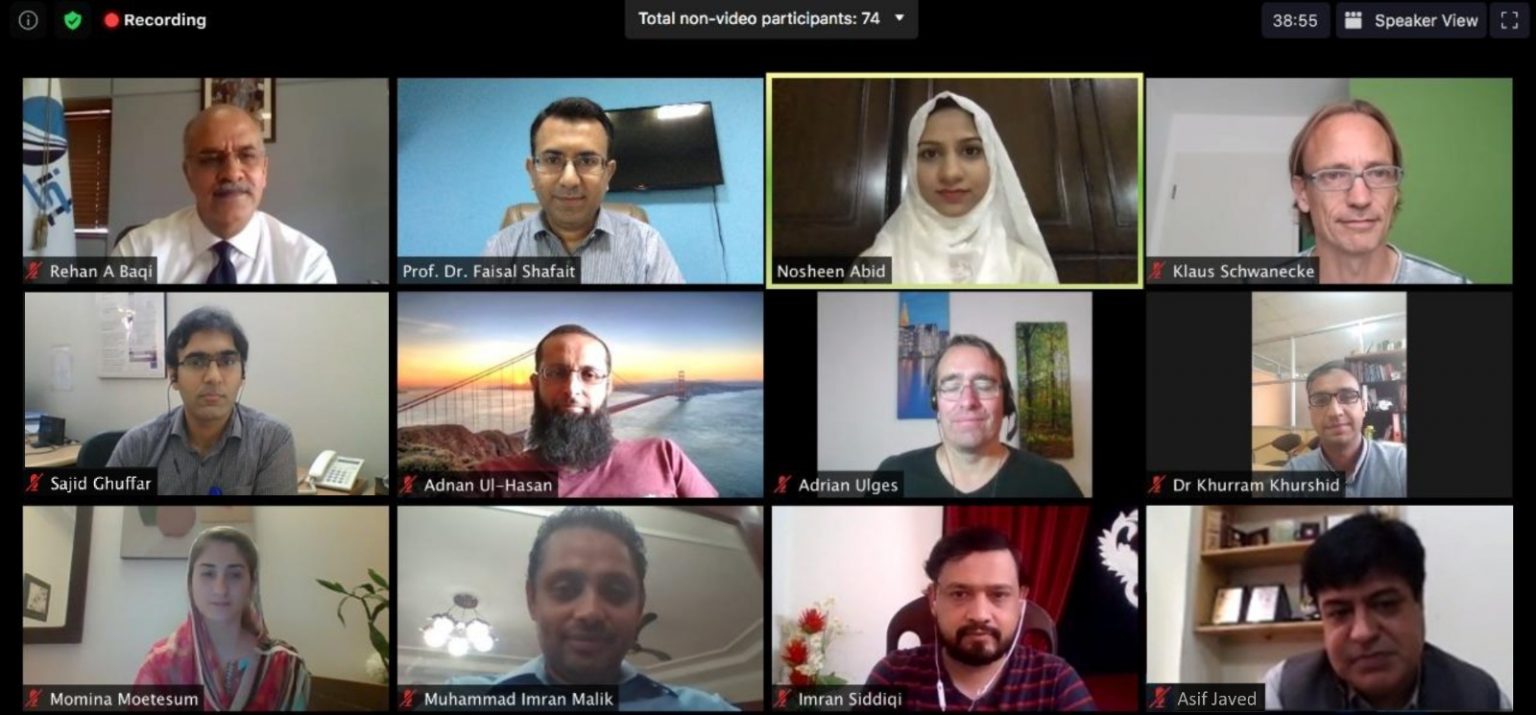 Recording
Total non-video participants: 74
38:55
Speaker View
Rehan A Baqi
Prof. Dr. Faisal Shafait
Nosheen Abid
Klaus Schwanecke
Sajid Ghuffar
Adnan Ul-Hasan
Adrian Ulges
Dr Khurram Khurshid
Momina Moetesum
Muhammad Imran Malik
Imran Siddiqi
Asif Javed